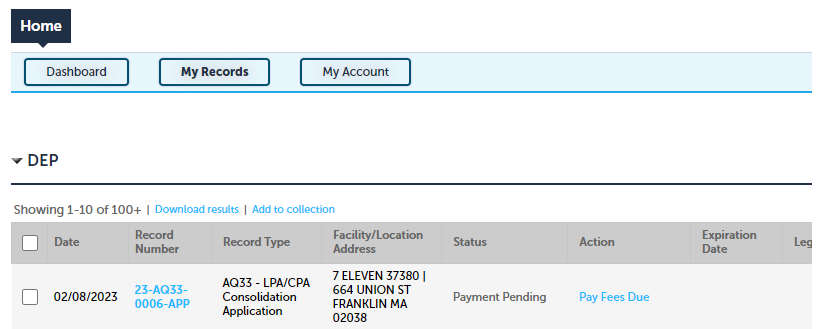 Home
Dashboard My Records My Account
DEP
Showing 1-10 of 100+ | Download results | Add to collection
Date Record Number Record Type Facility/Location Address Status Action Expiration Date Leg
02/08/2023 23-AQ33-0006-APP AQ33 - LPA/CPA Consolidation Application 7 ELEVEN 37380 | 664 UNION ST FRANKLIN MA 02038 Payment Pending Pay Fees Due